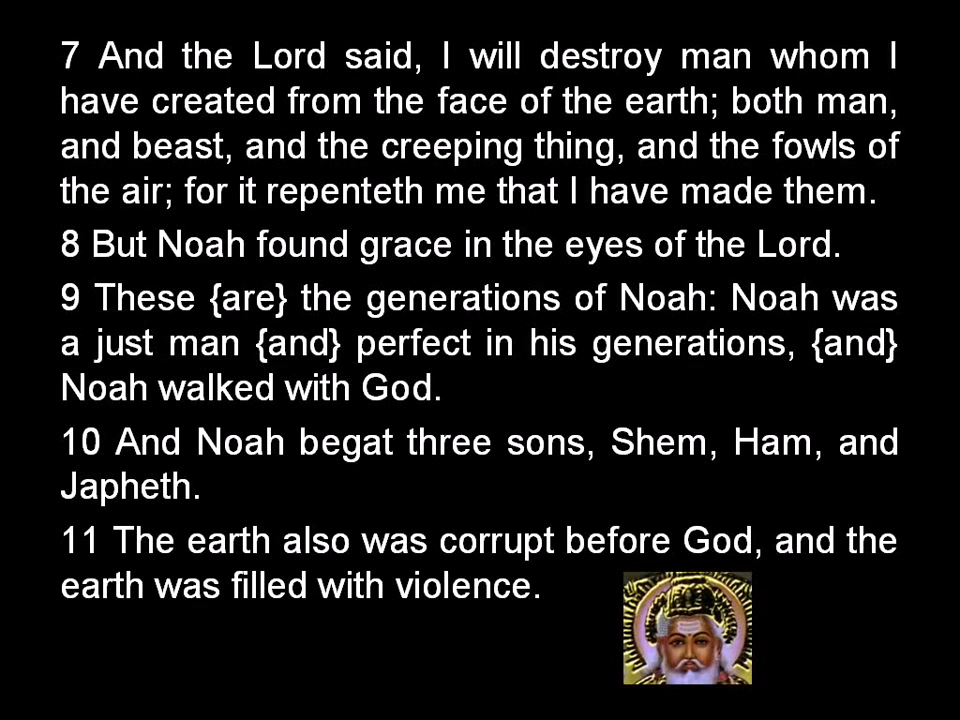 7 And the Lord said, I will destroy man whom I
have created from the face of the earth; both man,
and beast, and the creeping thing, and the fowls of
the air; for it repenteth me that I have made them.
8 But Noah found grace in the eyes of the Lord.
9 These {are} the generations of Noah: Noah was
a just man {and} perfect in his generations, {and}
Noah walked with God.
10 And Noah begat three sons, Shem, Ham, and
Japheth.
11 The earth also was corrupt before God, and the
earth was filled with violence.